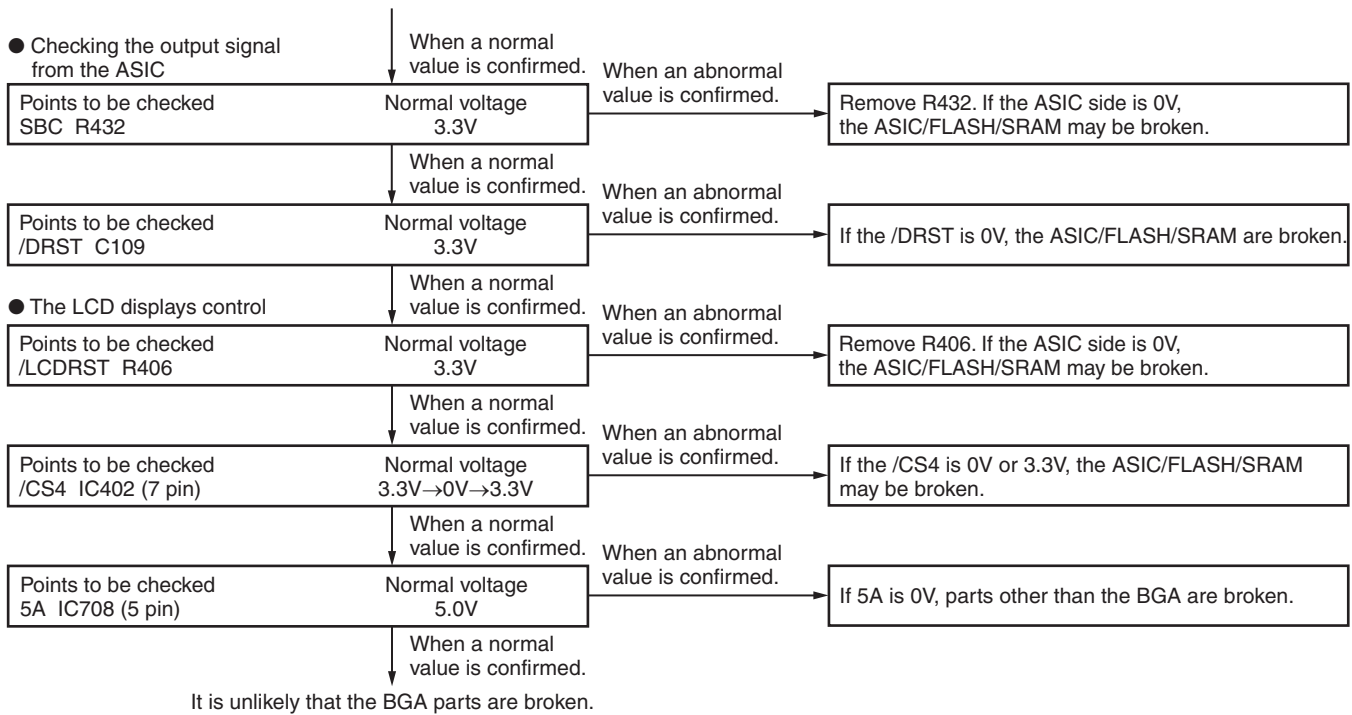 ● Checking the output signal
from the ASIC
When a normal
value is confirmed.
When an abnormal
value is confirmed.
Points to be checked Normal voltage
SBC R432 3.3V
Remove R432. If the ASIC side is 0V,
the ASIC/FLASH/SRAM may be broken.
When a normal
value is confirmed.
When an abnormal
value is confirmed.
Points to be checked Normal voltage
/DRST C109 3.3V
If the /DRST is 0V, the ASIC/FLASH/SRAM are broken.
When a normal
value is confirmed.
● The LCD displays control
When an abnormal
value is confirmed.
Points to be checked Normal voltage
/LCDRST R406 3.3V
Remove R406. If the ASIC side is 0V,
the ASIC/FLASH/SRAM may be broken.
When a normal
value is confirmed.
When an abnormal
value is confirmed.
Points to be checked Normal voltage
/CS4 IC402 (7 pin) 3.3V→0V→3.3V
If the /CS4 is 0V or 3.3V, the ASIC/FLASH/SRAM
may be broken.
When a normal
value is confirmed.
When an abnormal
value is confirmed.
Points to be checked Normal voltage
5A IC708 (5 pin) 5.0V
If 5A is 0V, parts other than the BGA are broken.
When a normal
value is confirmed.
It is unlikely that the BGA parts are broken.